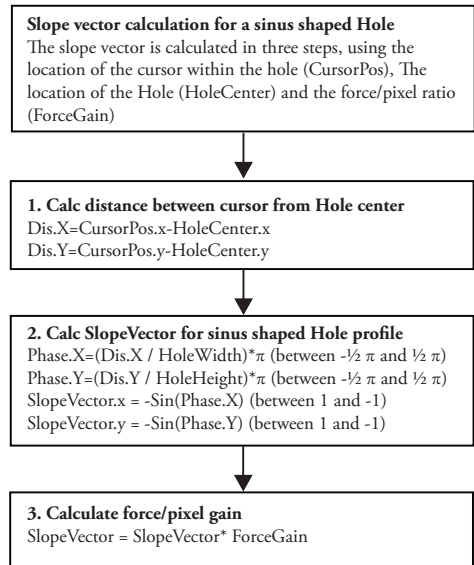 Slope vector calculation for a sinus shaped Hole
The slope vector is calculated in three steps, using the
location of the cursor within the hole (CursorPos), The
location of the Hole (HoleCenter) and the force/pixel ratio
(ForceGain)
1. Calc distance between cursor from Hole center
Dis.X=CursorPos.x-HoleCenter.x
Dis.Y=CursorPos.y-HoleCenter.y
2. Calc SlopeVector for sinus shaped Hole profile
Phase.X=(Dis.X / HoleWidth)*π (between -½ π and ½ π)
Phase.Y=(Dis.Y / HoleHeight)*π (between -½ π and ½ π)
SlopeVector.x = -Sin(Phase.X) (between 1 and -1)
SlopeVector.y = -Sin(Phase.Y) (between 1 and -1)
3. Calculate force/pixel gain
SlopeVector = SlopeVector* ForceGain